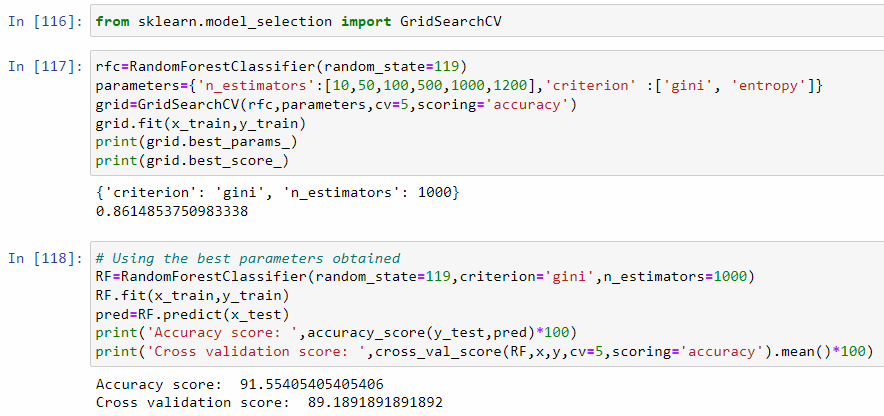 In [116]: from sklearn.model_selection import GridSearchCV
In [117]: rfc=RandomForestClassifier(random_state=119)
parameters={'n_estimators':[10,50,100,500,1000,1200],'criterion' :['gini', 'entropy']}
grid=GridSearchCV(rfc,parameters,cv=5,scoring='accuracy')
grid.fit(x_train,y_train)
print(grid.best_params_)
print(grid.best_score_)
{'criterion': 'gini', 'n_estimators': 1000}
0.8614853750983338
In [118]: # Using the best parameters obtained
RF=RandomForestClassifier(random_state=119,criterion='gini',n_estimators=1000)
RF.fit(x_train,y_train)
pred=RF.predict(x_test)
print('Accuracy score: ',accuracy_score(y_test,pred)*100)
print('Cross validation score: ',cross_val_score(RF,x,y,cv=5,scoring='accuracy').mean()*100)
Accuracy score:  91.55405405405406
Cross validation score:  89.1891891891892